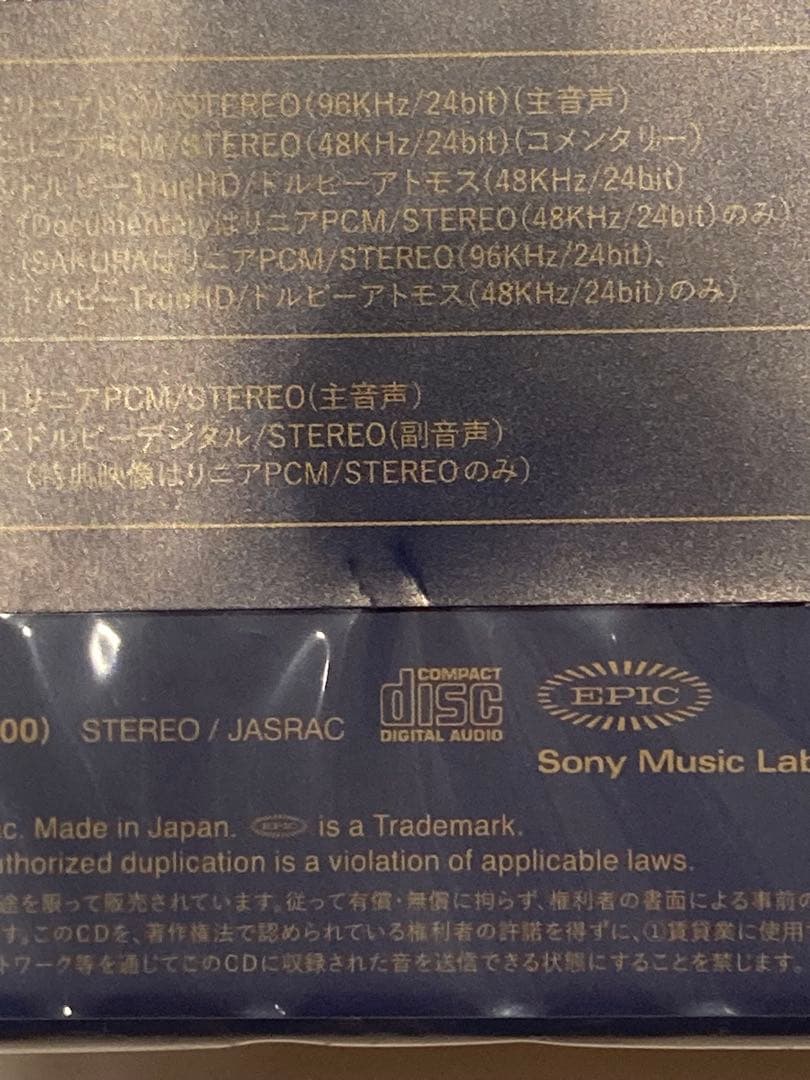 リニアPCM/STEREO(96KHz/24bit)(主音声)
リニアPCM/STEREO(48KHz/24bit)(コメンタリー)
ドルビーTrueHD/ドルビーアトモス(48KHz/24bit)
(Documentaryはリニア PCM/STEREO(48KHz/24bit)のみ)
(SAKURAはリニアPCM/STEREO(96KHz/24bit)、
ドルビーTrueHD/ドルビーアトモス(48KHz/24bit)のみ)
1.リニアPCM/STEREO(主音声)
2.ドルビーデジタル/STEREO(副音声)
(特典映像はリニアPCM/STEREOのみ)
00) STEREO / JASRAC
COMPACT
disc
DIGITAL AUDIO
EPIC
Sony Music Lab
c. Made in Japan. EPIC is a Trademark.
uthorized duplication is a violation of applicable laws.
途を限って販売されています。従って有償・無償に拘らず、権利者の書面による事前の
す。このCDを、著作権法で認められている権利者の許諾を得ずに、①賃貸業に使用
トワーク等を通じてこのCDに収録された音を送信できる状態にすることを禁じます。